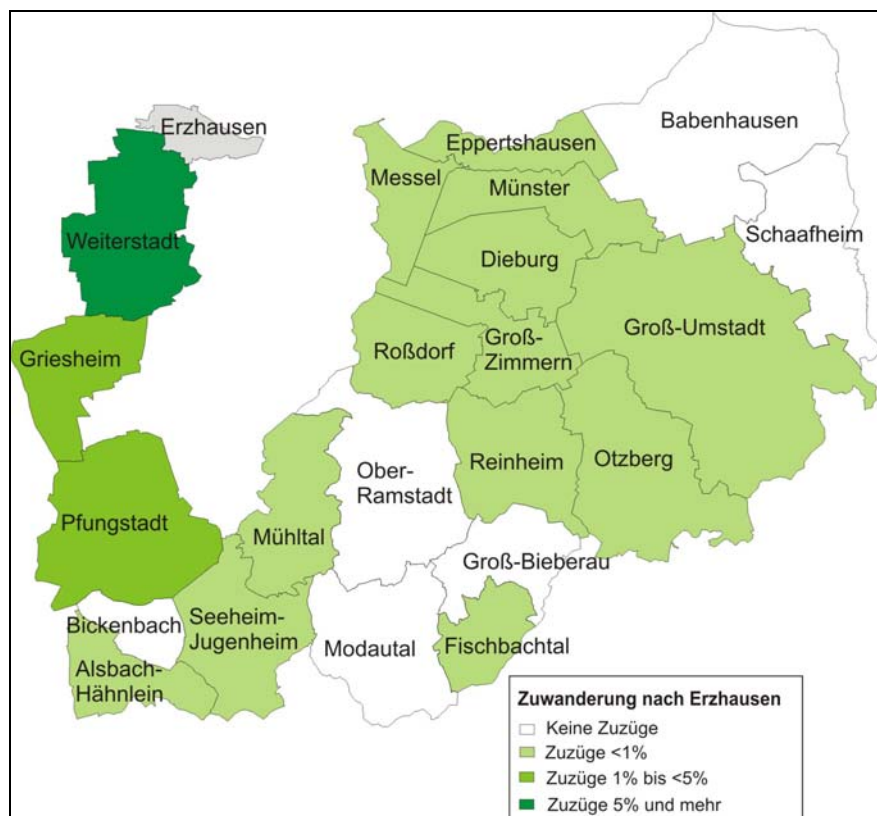 Erzhausen
Babenhausen
Eppertshausen
Messel
Münster
Weiterstadt
Schaafheim
Dieburg
Groß-Umstadt
Griesheim
Roßdorf
Groß-
Zimmern
Ober-
Ramstadt
Reinheim
Otzberg
Pfungstadt
Mühltal
Groß-Bieberau
Bickenbach
Seeheim-
Jugenheim
Modautal
Fischbachtal
Alsbach-
Hähnlein
Zuwanderung nach Erzhausen
Keine Zuzüge
Zuzüge <1%
Zuzüge 1% bis <5%
Zuzüge 5% und mehr